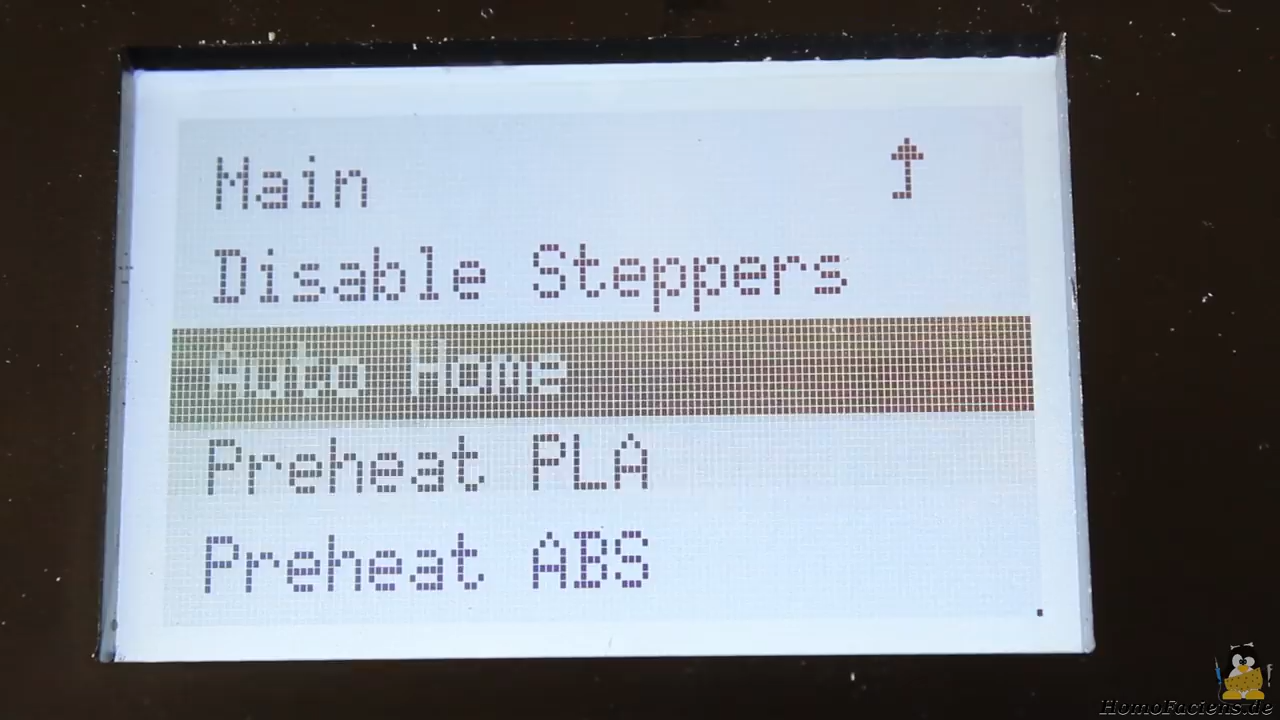 Main
Disable Steppers
Auto Home
Preheat PLA
Preheat ABS
HomoFaciens.de